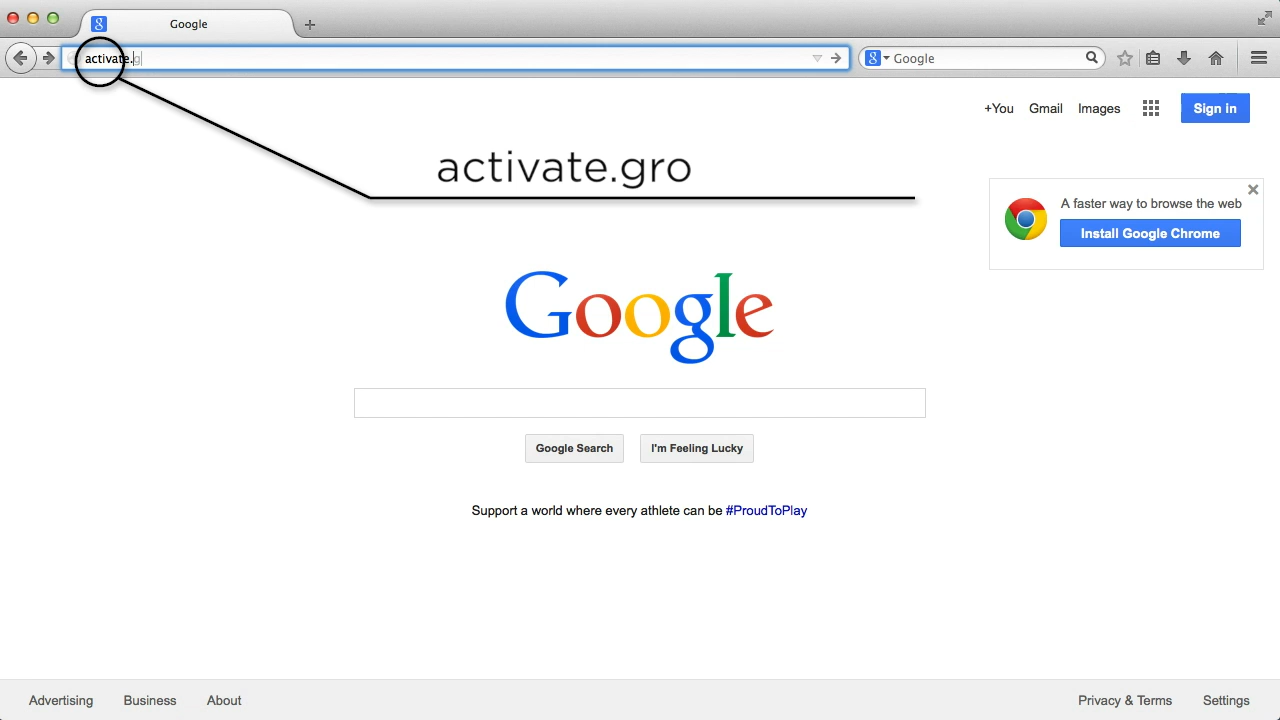 Google
activate.g
Google
+You Gmail Images Sign in
activate.gro
A faster way to browse the web
Install Google Chrome
Google
Google Search I'm Feeling Lucky
Support a world where every athlete can be #ProudToPlay
Advertising Business About Privacy & Terms Settings